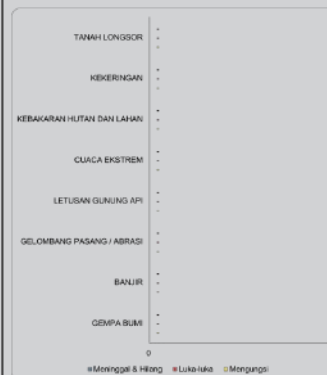 TANAH LONGSOR
-
-
-
KEKERINGAN
-
-
-
KEBAKARAN HUTAN DAN LAHAN
-
-
-
CUACA EKSTREM
-
-
-
LETUSAN GUNUNG API
-
-
-
GELOMBANG PASANG / ABRASI
-
-
-
BANJIR
-
-
-
GEMPA BUMI
-
-
-
0
Meninggal & Hilang Luka-luka Mengungsi